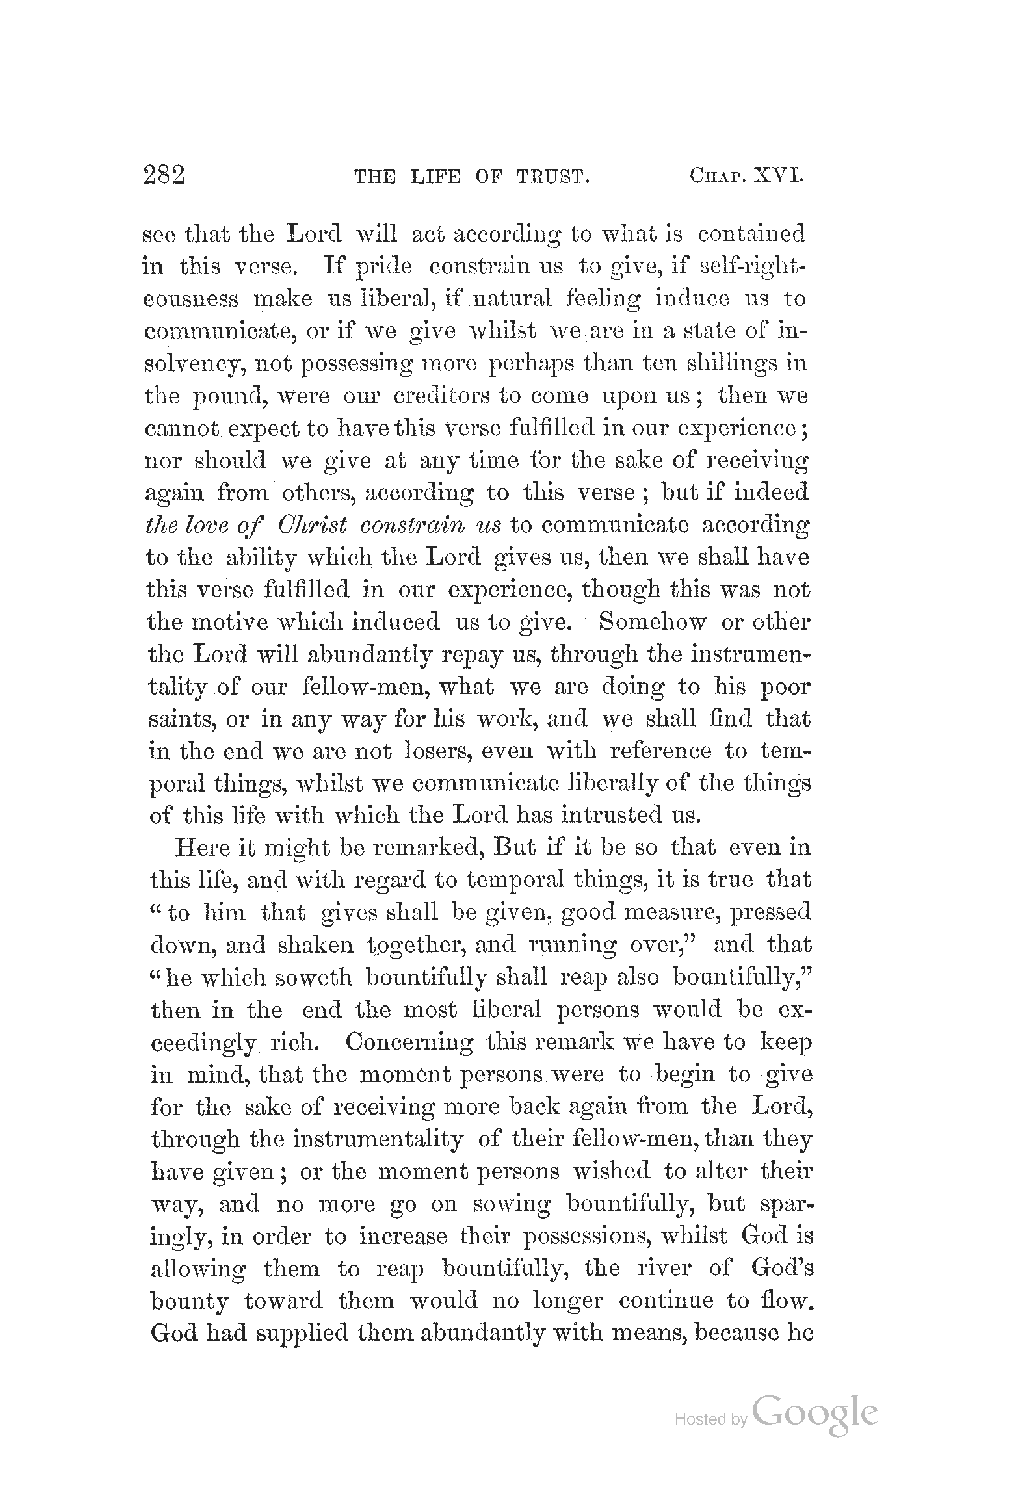 282 THE LIFE OF TRUST. CHAP. XVI.
see that the Lord will act according to what is contained
in this verse. If pride constrain us to give, if self-right-
eousness make us liberal, if natural feeling induce us to
communicate, or if we give whilst we are in a state of in-
solvency, not possessing more perhaps than ten shillings in
the pound, were our creditors to come upon us; then we
cannot expect to have this verse fulfilled in our experience;
nor should we give at any time for the sake of receiving
again from others, according to this verse; but if indeed
the love of Christ constrain us to communicate according
to the ability which the Lord gives us, then we shall have
this verse fulfilled in our experience, though this was not
the motive which induced us to give. Somehow or other
the Lord will abundantly repay us, through the instrumen-
tality of our fellow-men, what we are doing to his poor
saints, or in any way for his work, and we shall find that
in the end we are not losers, even with reference to tem-
poral things, whilst we communicate liberally of the things
of this life with which the Lord has intrusted us.
Here it might be remarked, But if it be so that even in
this life, and with regard to temporal things, it is true that
“to him that gives shall be given, good measure, pressed
down, and shaken together, and running over,” and that
“he which soweth bountifully shall reap also bountifully,”
then in the end the most liberal persons would be ex-
ceedingly rich. Concerning this remark we have to keep
in mind, that the moment persons were to begin to give
for the sake of receiving more back again from the Lord,
through the instrumentality of their fellow-men, than they
have given; or the moment persons wished to alter their
way, and no more go on sowing bountifully, but spar-
ingly, in order to increase their possessions, whilst God is
allowing them to reap bountifully, the river of God’s
bounty toward them would no longer continue to flow.
God had supplied them abundantly with means, because he
Hosted by Google